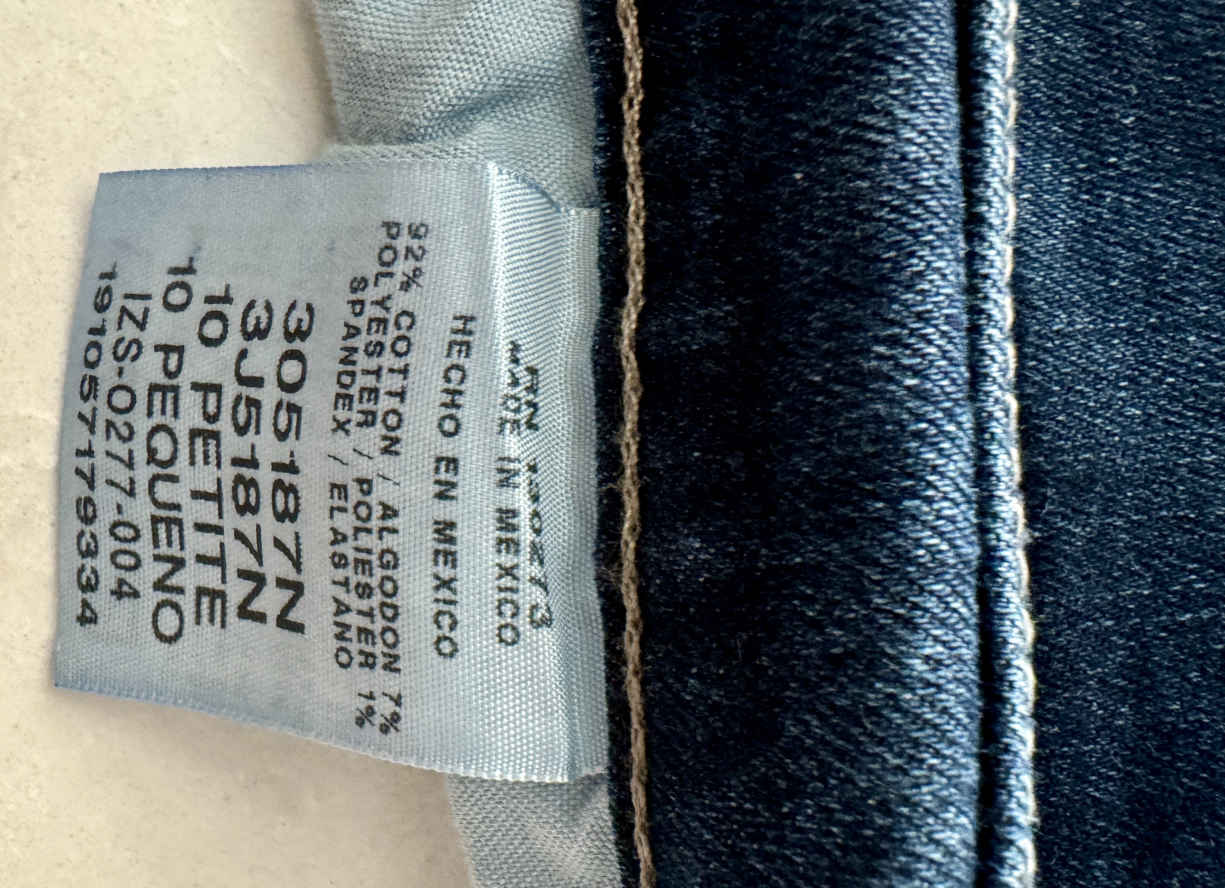 MADE IN MEXICO
HECHO EN MEXICO
92% COTTON / ALGODON 7%
POLYESTER / POLIESTER 1%
SPANDEX / ELASTANO
305187N
3J5187N
10 PETITE
10 PEQUENO
IZS-0277-004
191057179334